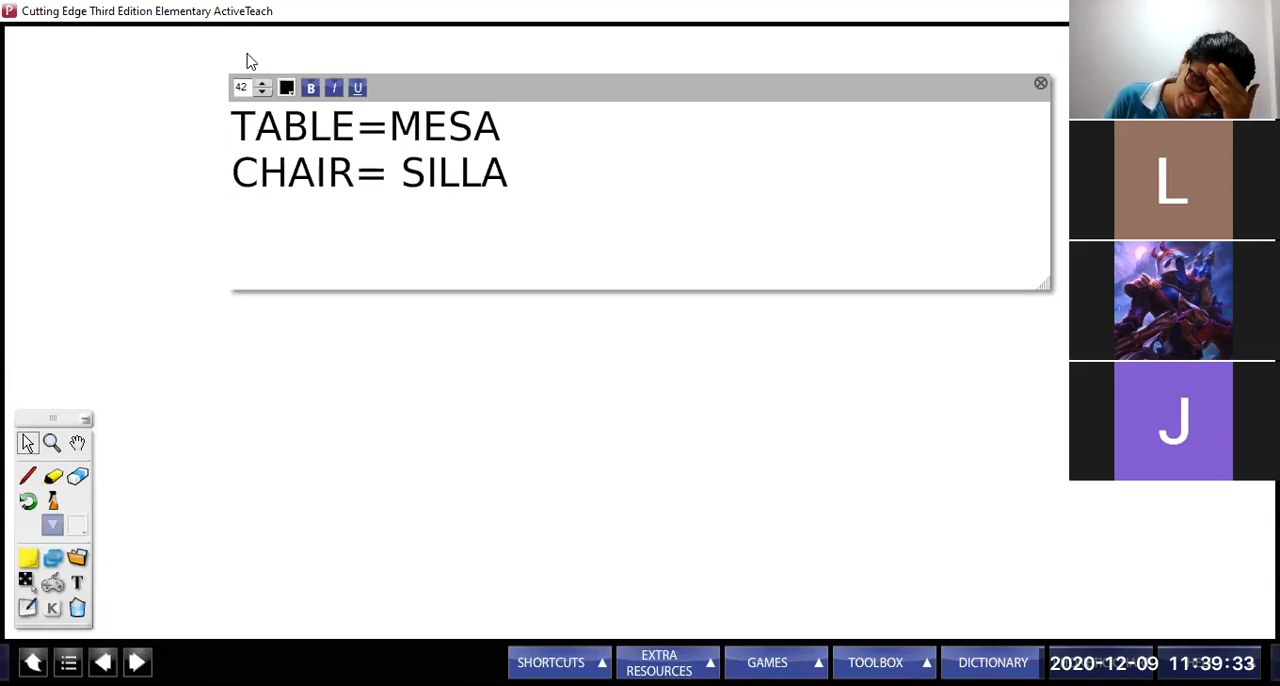 Cutting Edge Third Edition Elementary ActiveTeach
42 B I U
TABLE=MESA
CHAIR= SILLA
L
J
T
K
SHORTCUTS
EXTRA
RESOURCES
GAMES
TOOLBOX
DICTIONARY
2020-12-09 11:39:33